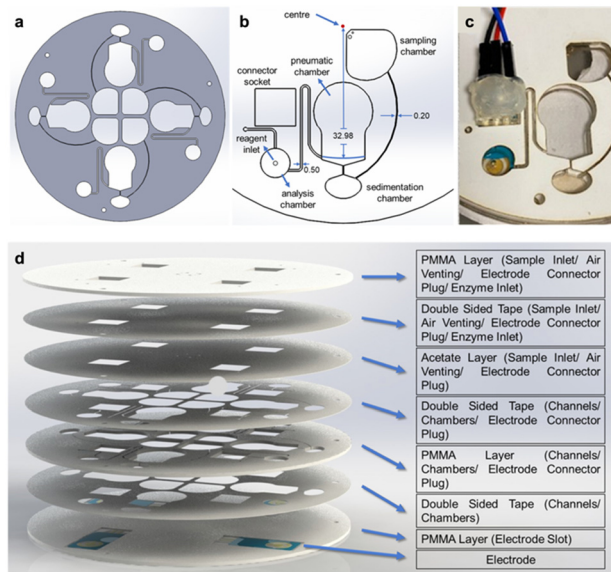 a
b
c
centre
sampling
chamber
pneumatic
chamber
connector
socket
0.20
32.98
reagent
inlet
0.50
analysis
chamber
sedimentation
chamber
d
PMMA Layer (Sample Inlet/ Air
Venting/ Electrode Connector
Plug/ Enzyme Inlet)
Double Sided Tape (Sample Inlet/
Air Venting/ Electrode Connector
Plug/ Enzyme Inlet)
Acetate Layer (Sample Inlet/ Air
Venting/ Electrode Connector
Plug)
Double Sided Tape (Channels/
Chambers/ Electrode Connector
Plug)
PMMA Layer (Channels/
Chambers/ Electrode Connector
Plug)
Double Sided Tape (Channels/
Chambers)
PMMA Layer (Electrode Slot)
Electrode